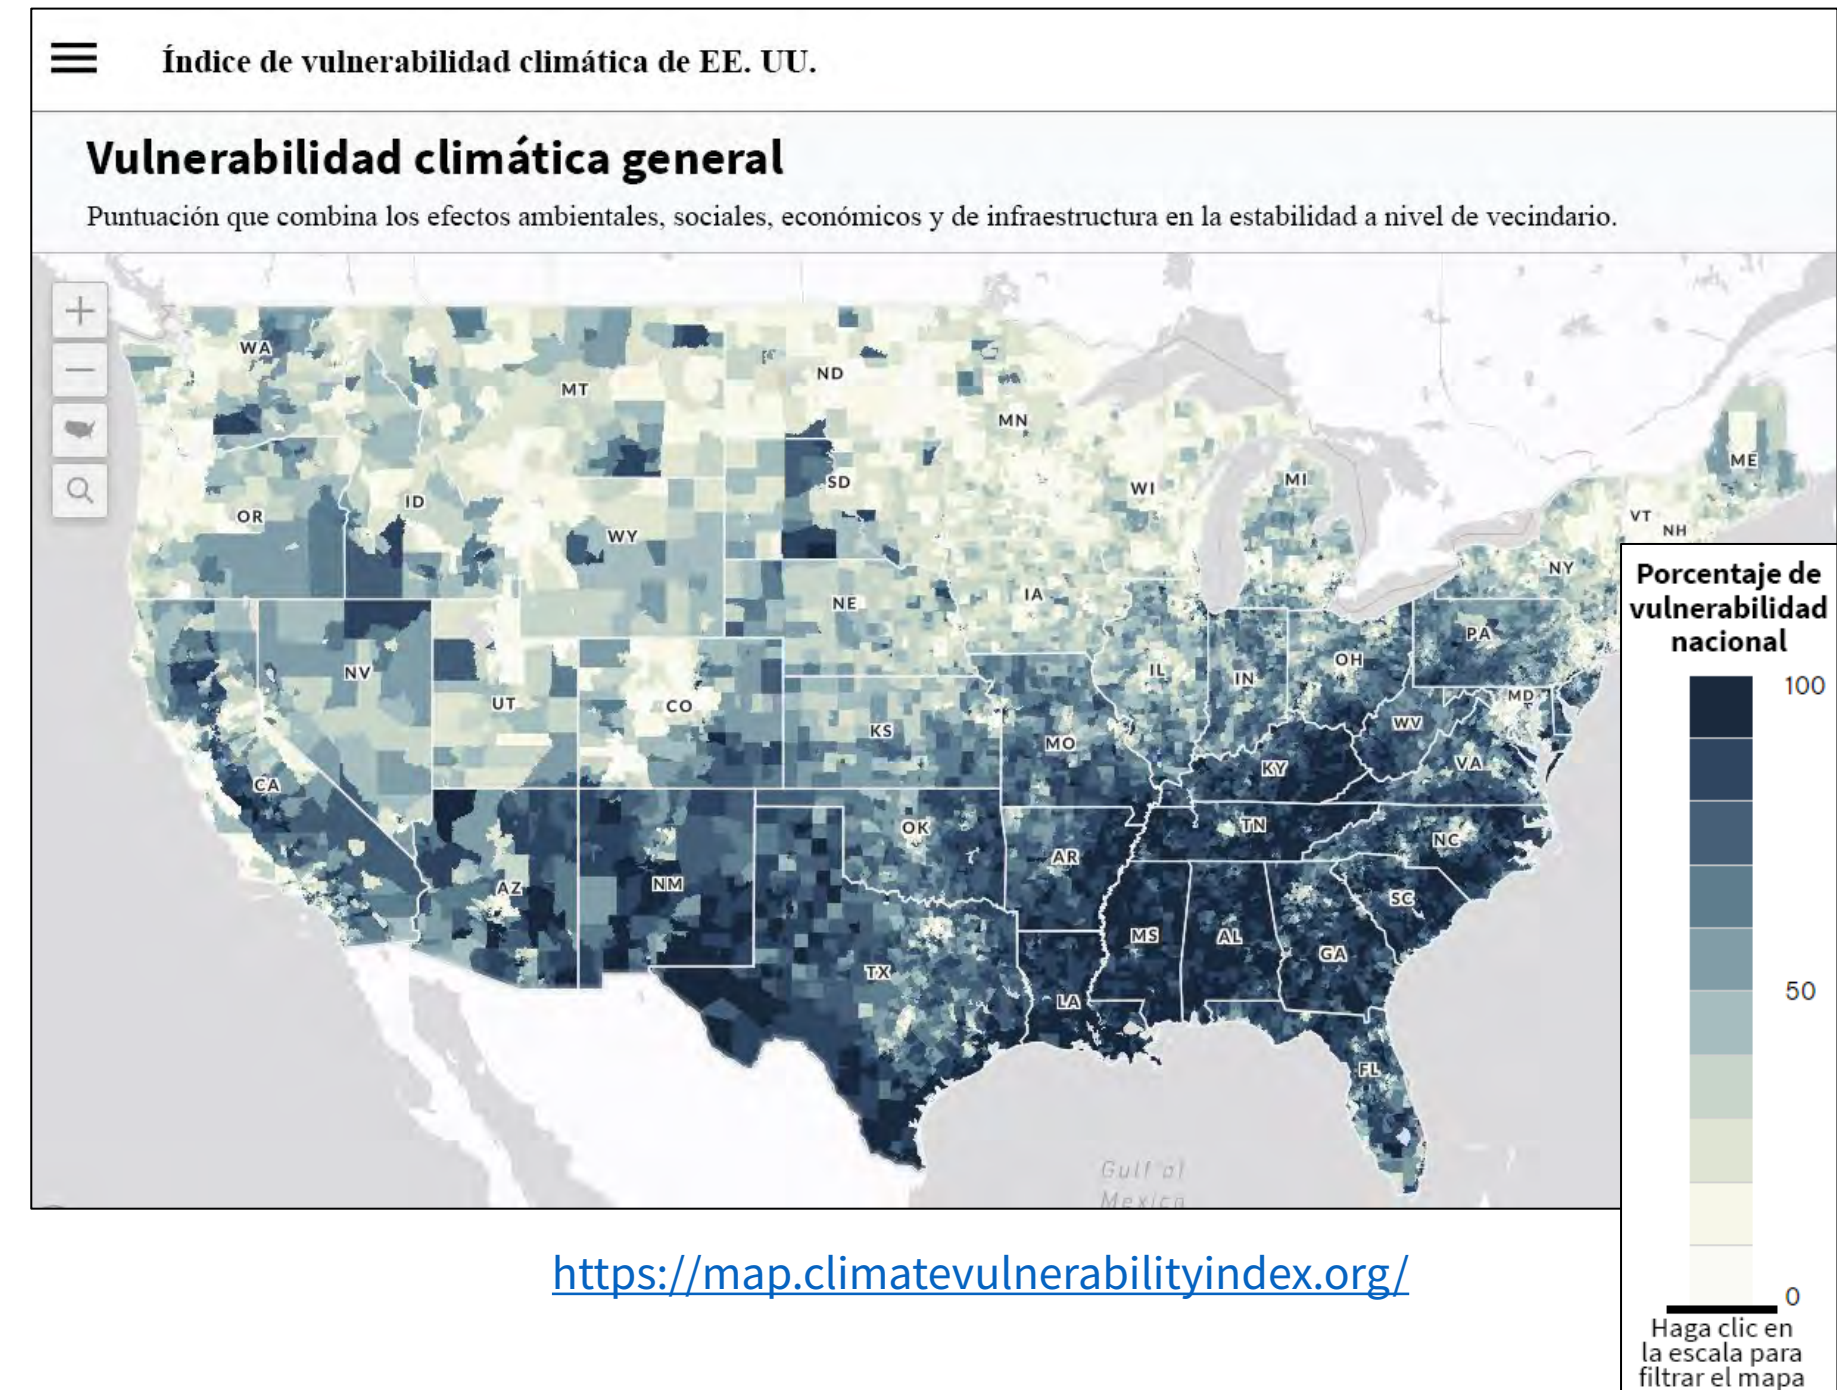 Índice de vulnerabilidad climática de EE. UU.
Vulnerabilidad climática general
Puntuación que combina los efectos ambientales, sociales, económicos y de infraestructura en la estabilidad a nivel de vecindario.
WA
MT
ND
MN
ME
OR
ID
SD
WI
MI
VT
NH
WY
NY
NE
IA
PA
NV
UT
CO
IL
IN
OH
MD
KS
MO
WV
CA
KY
VA
OK
TN
NC
AR
AZ
NM
SC
MS
AL
GA
TX
LA
FL
Gulf of
Mexico
Porcentaje de
vulnerabilidad
nacional
100
50
0
Haga clic en
la escala para
filtrar el mapa
https://map.climatevulnerabilityindex.org/